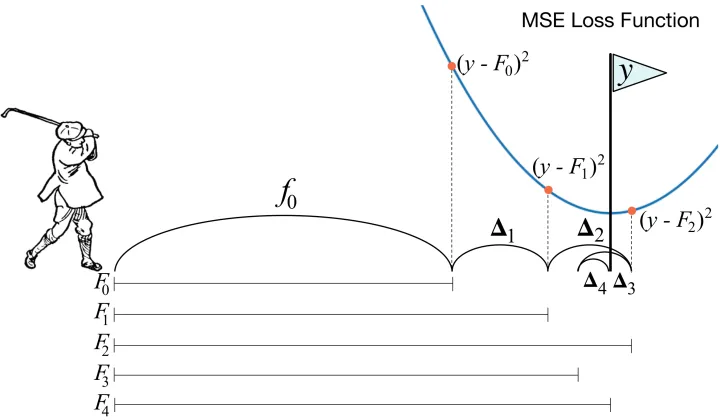 MSE Loss Function
(y - F₀)²
y
(y - F₁)²
f₀
Δ₁
Δ₂
(y - F₂)²
Δ₄
Δ₃
F₀
F₁
F₂
F₃
F₄